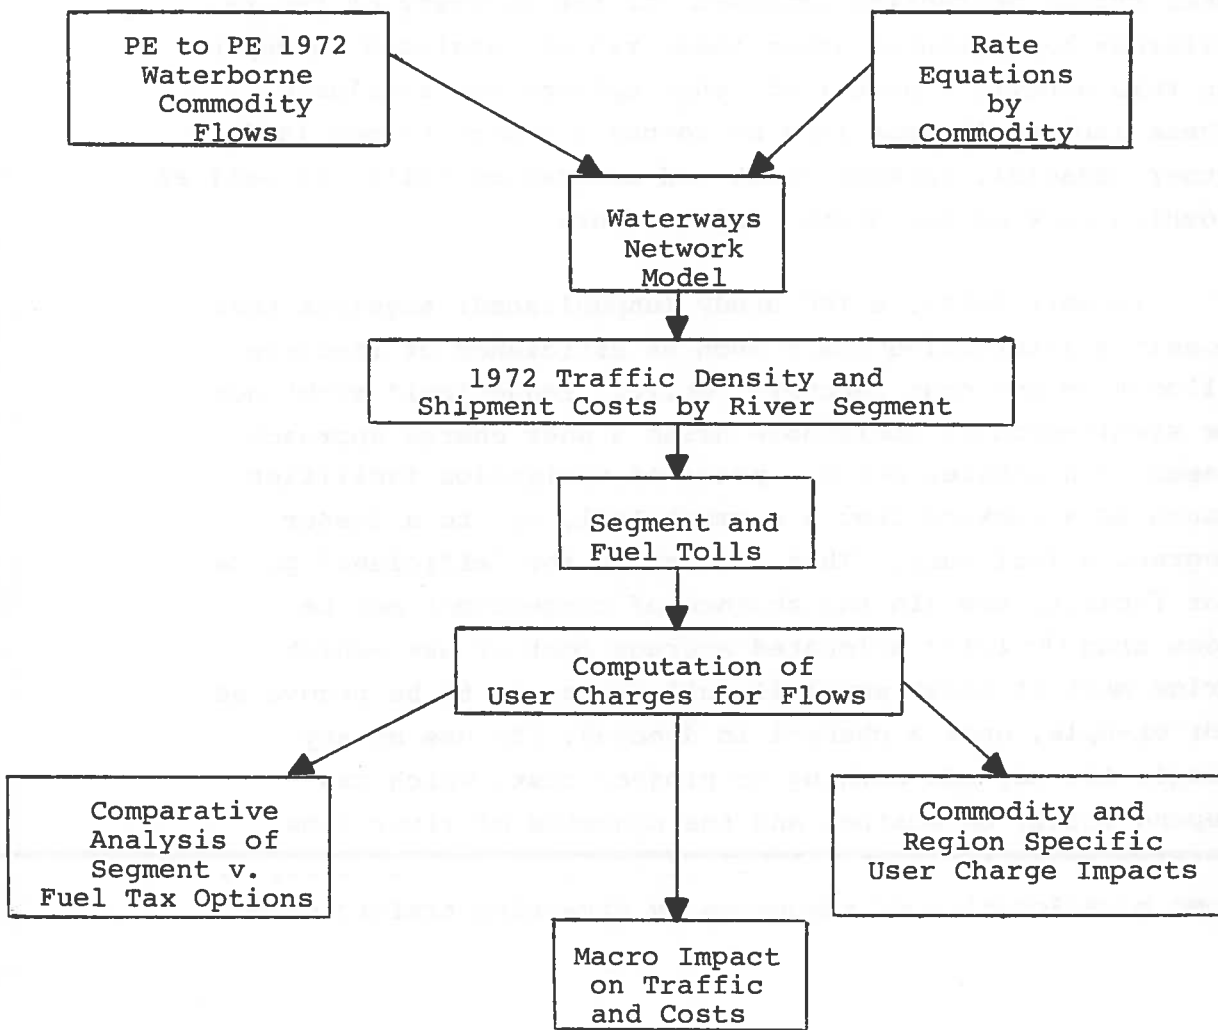 PE to PE 1972
Waterborne
Commodity
Flows
Rate
Equations
by
Commodity
Waterways
Network
Model
1972 Traffic Density and
Shipment Costs by River Segment
Segment and
Fuel Tolls
Computation of
User Charges for Flows
Comparative
Analysis of
Segment v.
Fuel Tax Options
Commodity and
Region Specific
User Charge Impacts
Macro Impact
on Traffic
and Costs